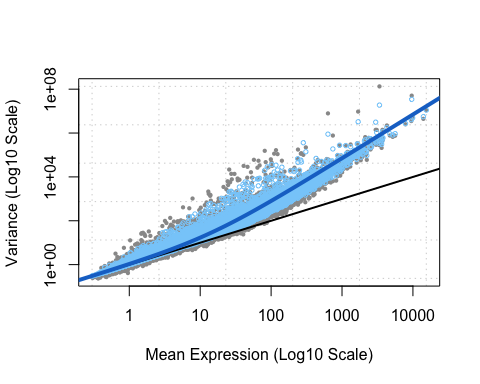 Variance (Log10 Scale)
1e+08
1e+04
1e+00
1 10 100 1000 10000
Mean Expression (Log10 Scale)